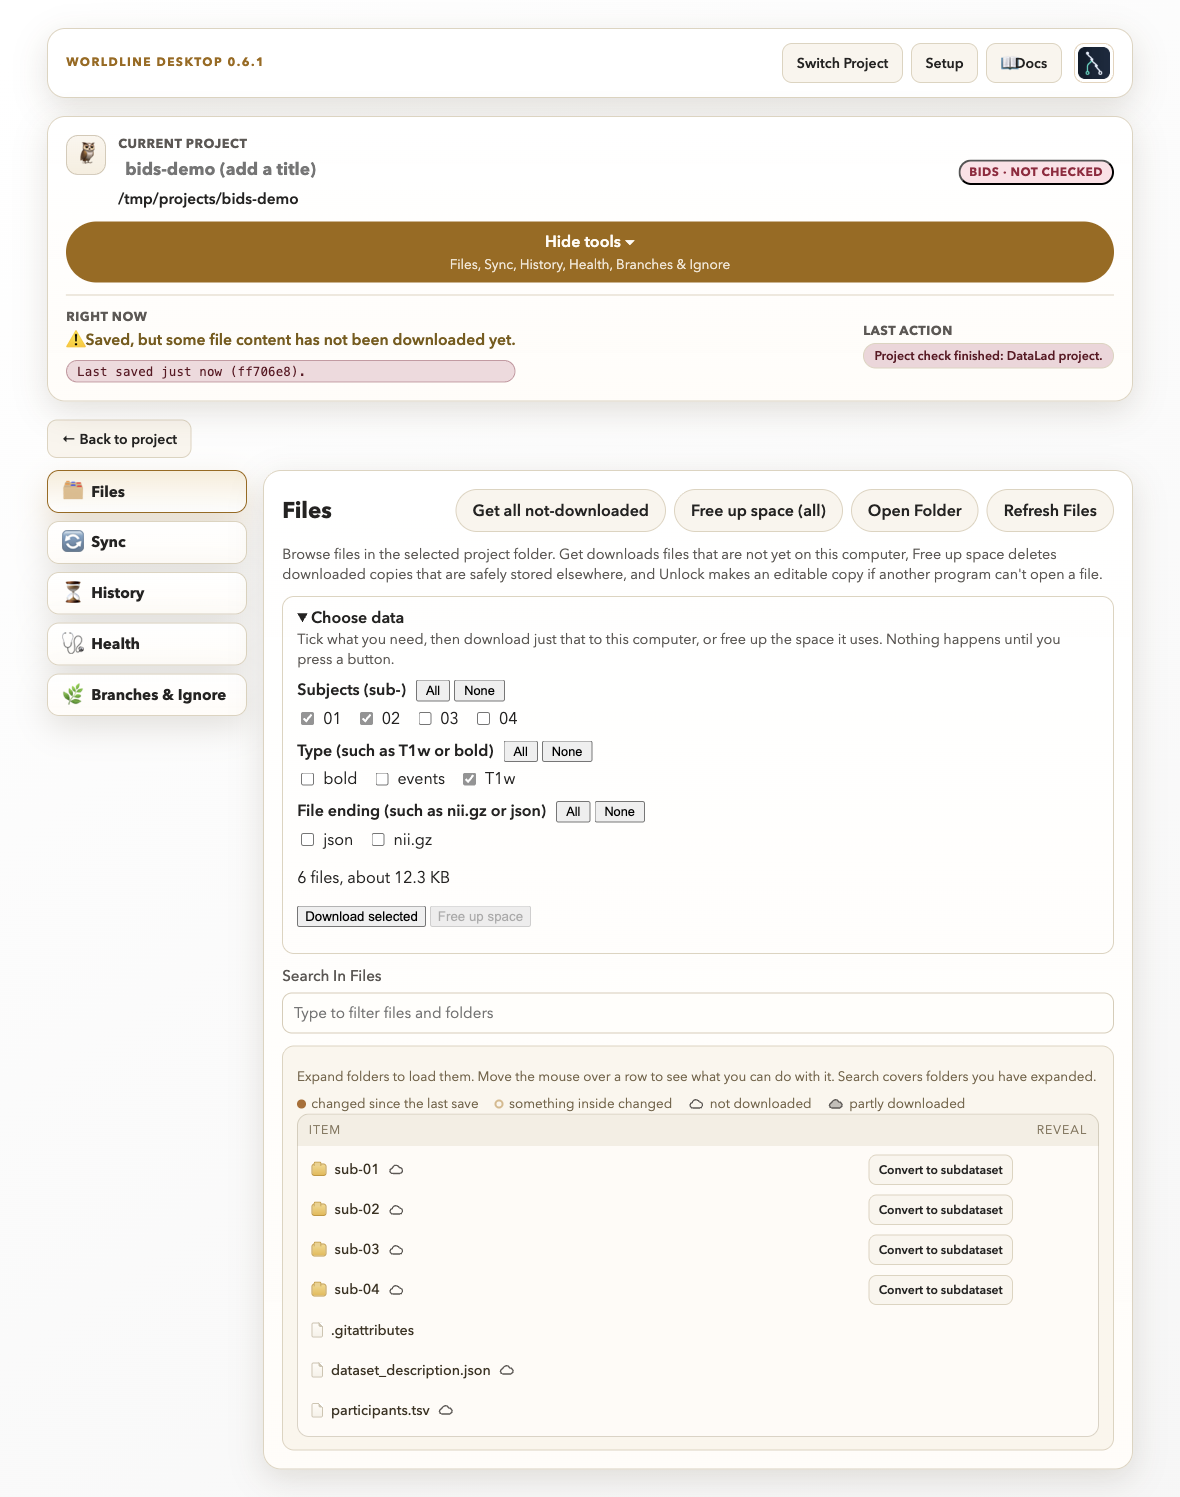 WORLDLINE DESKTOP 0.6.1
Switch Project
Setup
Docs
CURRENT PROJECT
bids-demo (add a title)
/tmp/projects/bids-demo
BIDS · NOT CHECKED
Hide tools
Files, Sync, History, Health, Branches & Ignore
RIGHT NOW
Saved, but some file content has not been downloaded yet.
Last saved just now (ff706e8).
LAST ACTION
Project check finished: DataLad project.
← Back to project
Files
Sync
History
Health
Branches & Ignore
Files
Get all not-downloaded
Free up space (all)
Open Folder
Refresh Files
Browse files in the selected project folder. Get downloads files that are not yet on this computer, Free up space deletes
downloaded copies that are safely stored elsewhere, and Unlock makes an editable copy if another program can't open a file.
Choose data
Tick what you need, then download just that to this computer, or free up the space it uses. Nothing happens until you
press a button.
Subjects (sub-) All None
01 02 03 04
Type (such as T1w or bold) All None
bold events T1w
File ending (such as nii.gz or json) All None
json nii.gz
6 files, about 12.3 KB
Download selected Free up space
Search In Files
Type to filter files and folders
Expand folders to load them. Move the mouse over a row to see what you can do with it. Search covers folders you have expanded.
changed since the last save something inside changed not downloaded partly downloaded
ITEM REVEAL
sub-01 Convert to subdataset
sub-02 Convert to subdataset
sub-03 Convert to subdataset
sub-04 Convert to subdataset
.gitattributes
dataset_description.json
participants.tsv